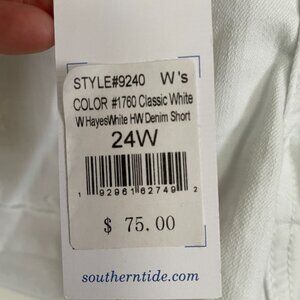 STYLE#9240 W's
COLOR #1760 Classic White
W HayesWhite HW Denim Short
24W
1 92961 62749 2
$ 75.00
southerntide.com